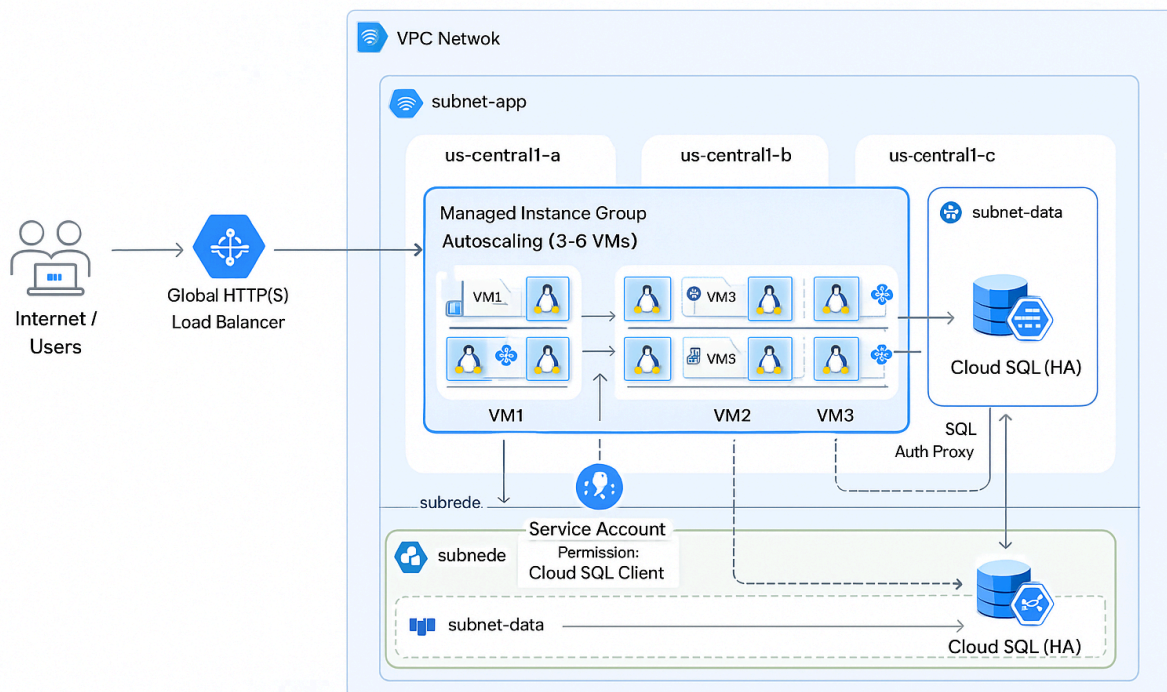 VPC Netwok
subnet-app
us-central1-a
us-central1-b
us-central1-c
Managed Instance Group
Autoscaling (3-6 VMs)
subnet-data
VM1
VM3
VMS
Cloud SQL (HA)
VM1
VM2
VM3
Internet /
Users
Global HTTP(S)
Load Balancer
SQL
Auth Proxy
subrede
Service Account
Permission:
Cloud SQL Client
subnede
subnet-data
Cloud SQL (HA)